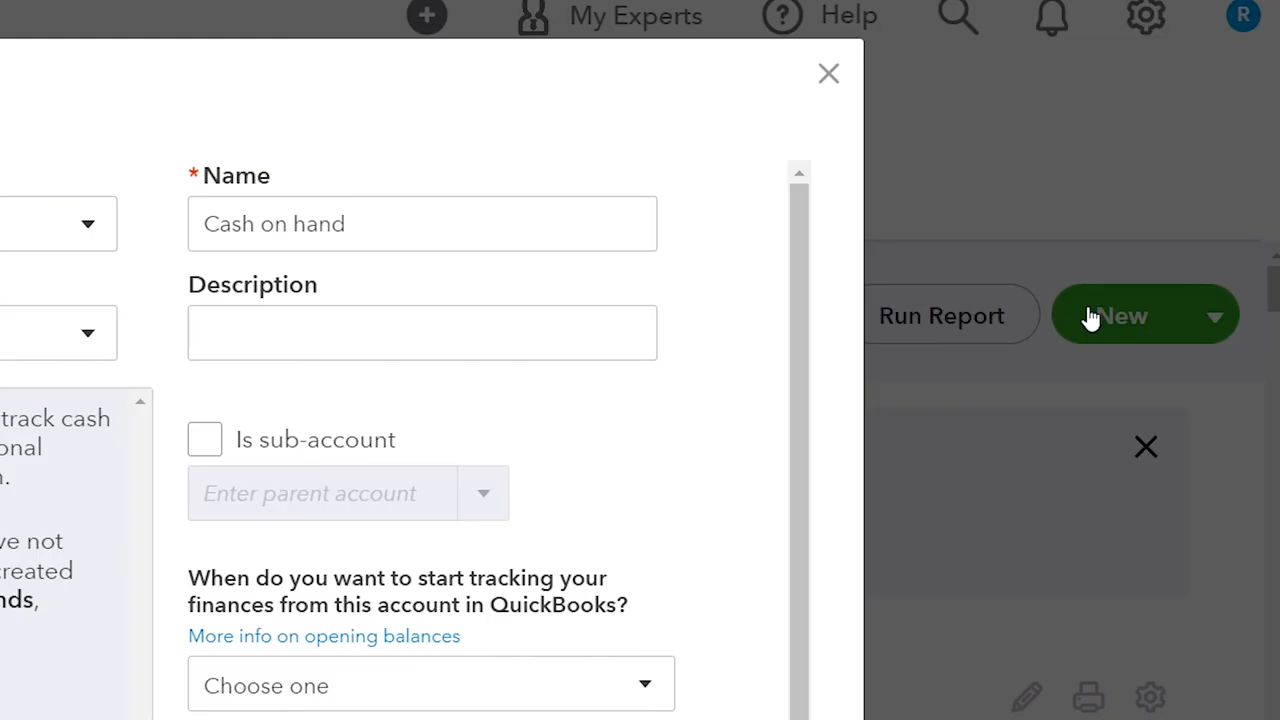 My Experts
Help
R
* Name
Cash on hand
Description
track cash
onal
n.
ve not
created
nds,
Is sub-account
Enter parent account
When do you want to start tracking your
finances from this account in QuickBooks?
More info on opening balances
Choose one
Run Report
New